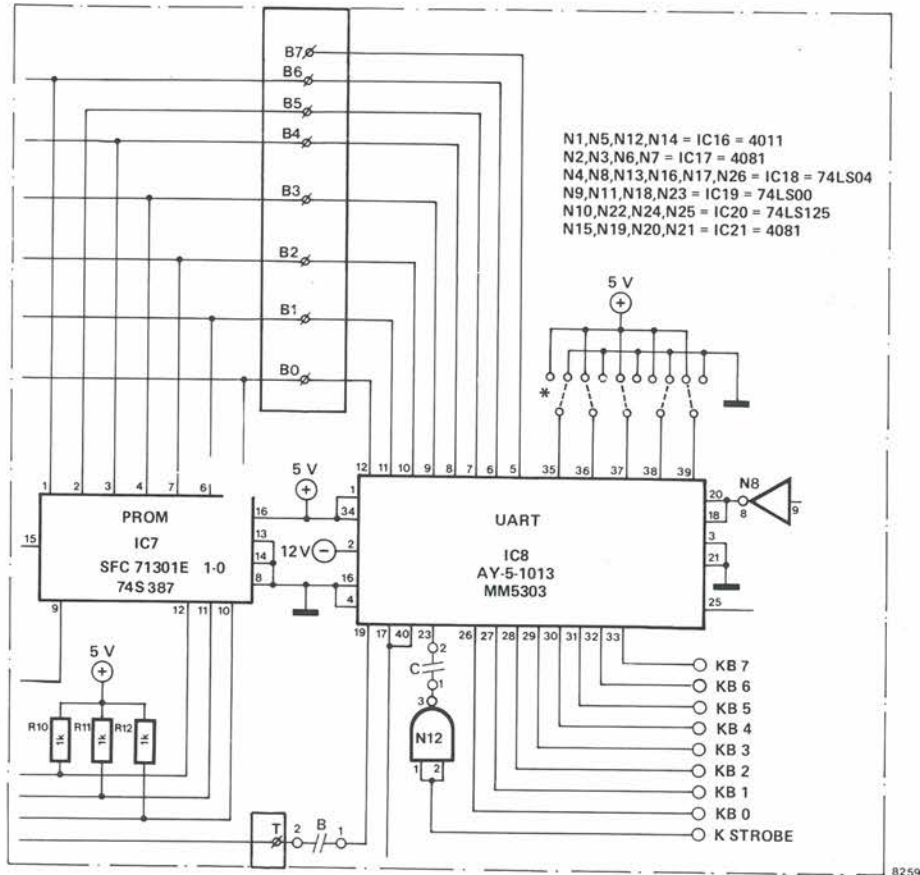 B7
B6
B5
B4
B3
B2
B1
B0
N1,N5,N12,N14 = IC16 = 4011
N2,N3,N6,N7 = IC17 = 4081
N4,N8,N13,N16,N17,N26 = IC18 = 74LS04
N9,N11,N18,N23 = IC19 = 74LS00
N10,N22,N24,N25 = IC20 = 74LS125
N15,N19,N20,N21 = IC21 = 4081
5 V
+
*
1 2 3 4 7 6
5 V
+
12 11 10 9 8 7 6 5 35 36 37 38 39
PROM
IC7
SFC 71301E 1-0
74S387
15
16
13
14
8
9 12 11 10
12V −
1
34
2
16
4
UART
IC8
AY-5-1013
MM5303
20
18
3
21
25
N8
8 9
19 17 40 23 26 27 28 29 30 31 32 33
5 V
+
R10 1k
R11 1k
R12 1k
2
C
1
3
N12
1 2
T 2 B 1
KB 7
KB 6
KB 5
KB 4
KB 3
KB 2
KB 1
KB 0
K STROBE
8259